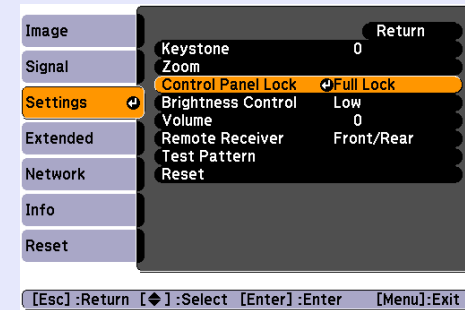 Image
Signal
Settings
Extended
Network
Info
Reset
Return
Keystone 0
Zoom
Control Panel Lock Full Lock
Brightness Control Low
Volume 0
Remote Receiver Front/Rear
Test Pattern
Reset
[Esc] :Return [◆] :Select [Enter] :Enter [Menu]:Exit